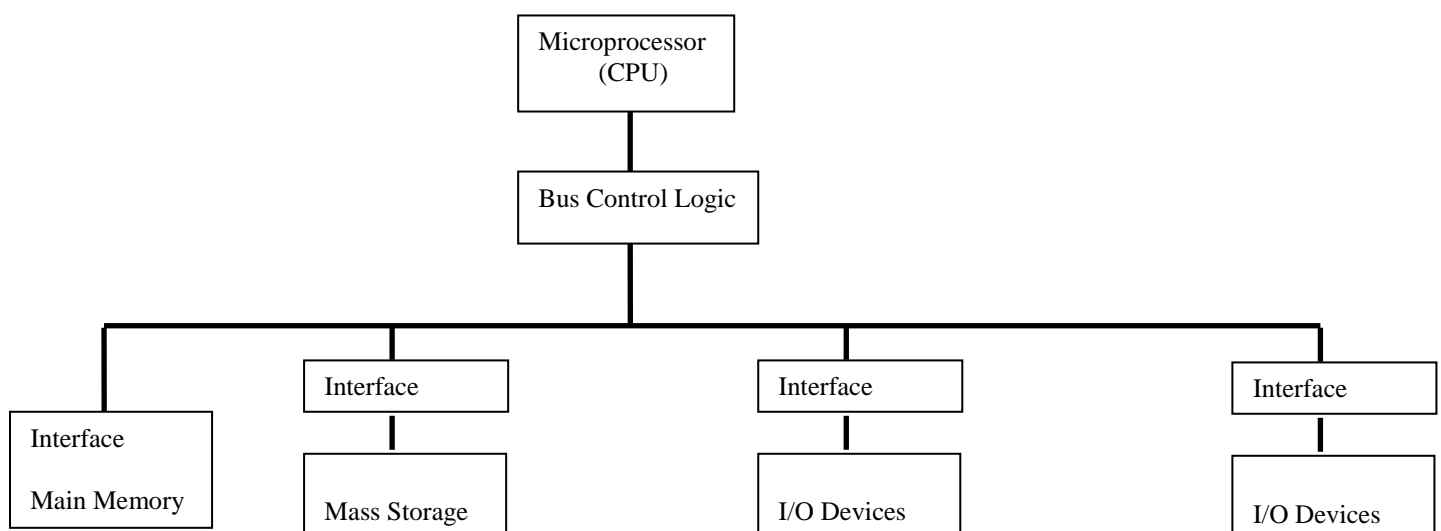 Microprocessor
(CPU)
Bus Control Logic
Interface
Main Memory
Interface
Mass Storage
Interface
I/O Devices
Interface
I/O Devices